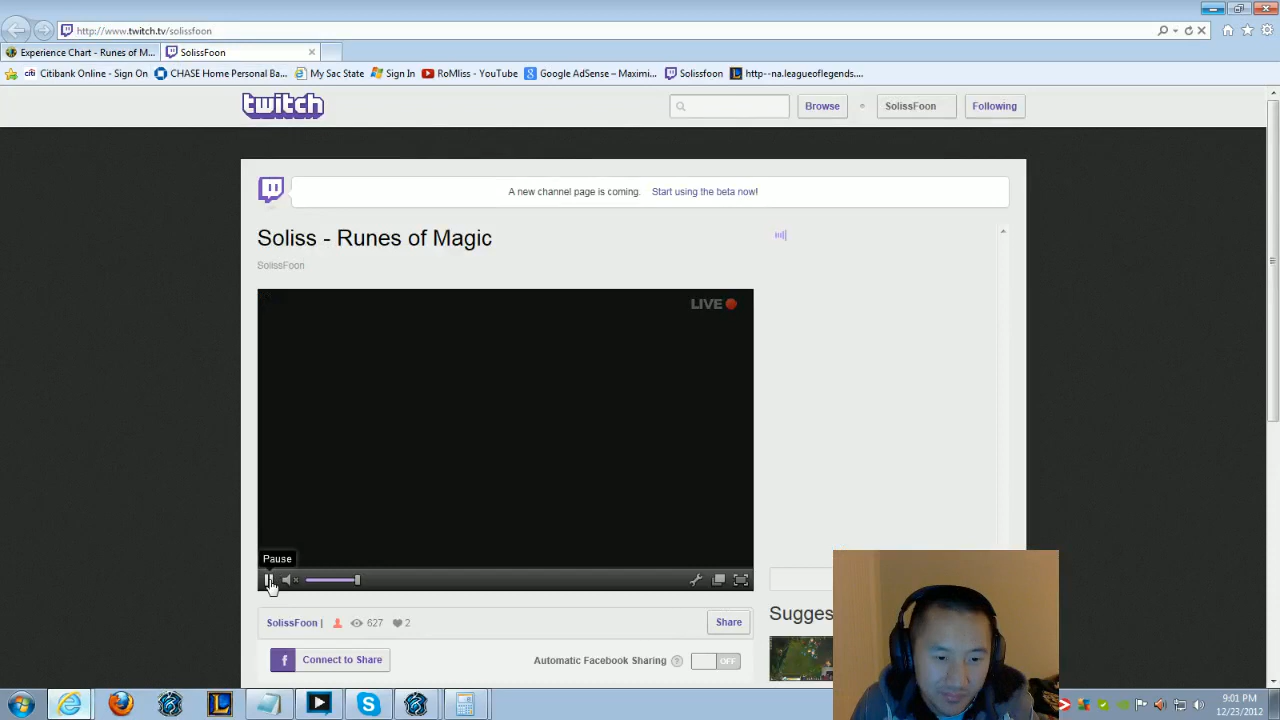 http://www.twitch.tv/solissfoon
Experience Chart - Runes of M...
SolissFoon
Citibank Online - Sign On
CHASE Home Personal Ba...
My Sac State
Sign In
RoMliss - YouTube
Google AdSense – Maximi...
Solissfoon
http--na.leagueoflegends....
twitch
Browse
SolissFoon
Following
A new channel page is coming. Start using the beta now!
Soliss - Runes of Magic
SolissFoon
LIVE
Pause
SolissFoon |
627
2
Share
Sugges
f
Connect to Share
Automatic Facebook Sharing
?
OFF
9:01 PM
12/23/2012